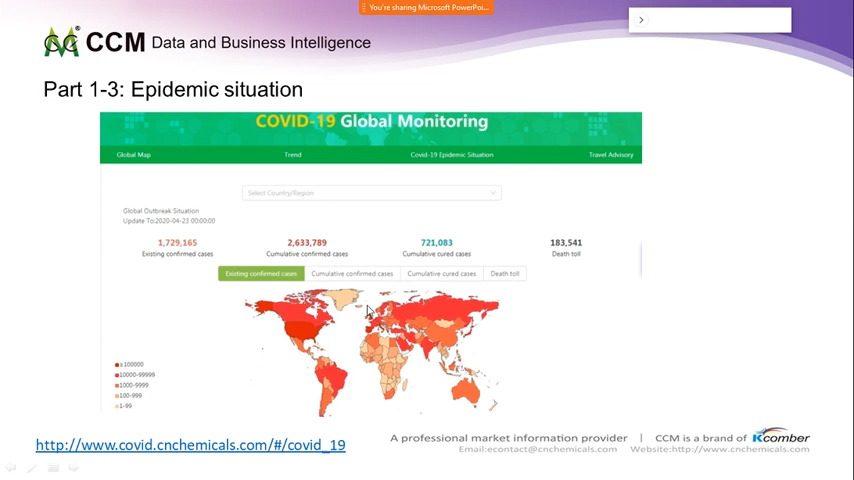 You're sharing Microsoft PowerPo...
CCM Data and Business Intelligence
Part 1-3: Epidemic situation
COVID-19 Global Monitoring
Global Map Trend Covid-19 Epidemic Situation Travel Advisory
Select Country/Region
Global Outbreak Situation
Update To:2020-04-23 00:00:00
1,729,165 2,633,789 721,083 183,541
Existing confirmed cases Cumulative confirmed cases Cumulative cured cases Death toll
Existing confirmed cases Cumulative confirmed cases Cumulative cured cases Death toll
≥100000
10000-99999
1000-9999
100-999
1-99
http://www.covid.cnchemicals.com/#/covid_19
A professional market information provider | CCM is a brand of Kcomber
Email:econtact@cnchemicals.com Website:http://www.cnchemicals.com